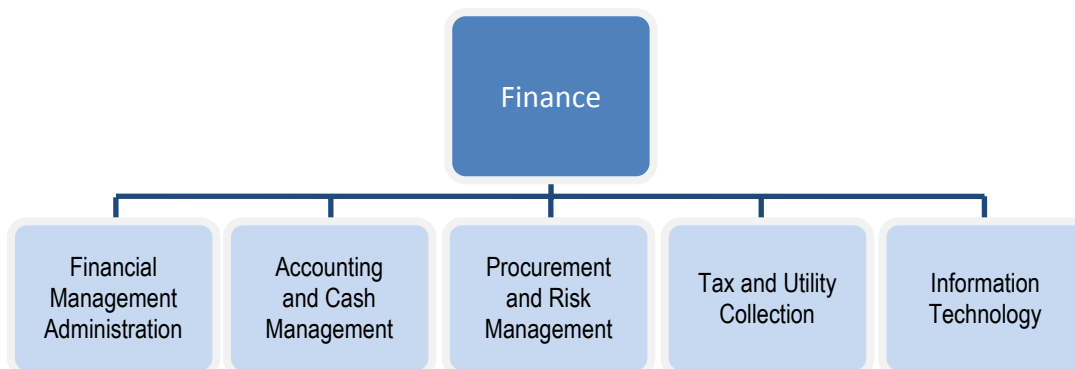 Finance
Financial
Management
Administration
Accounting
and Cash
Management
Procurement
and Risk
Management
Tax and Utility
Collection
Information
Technology